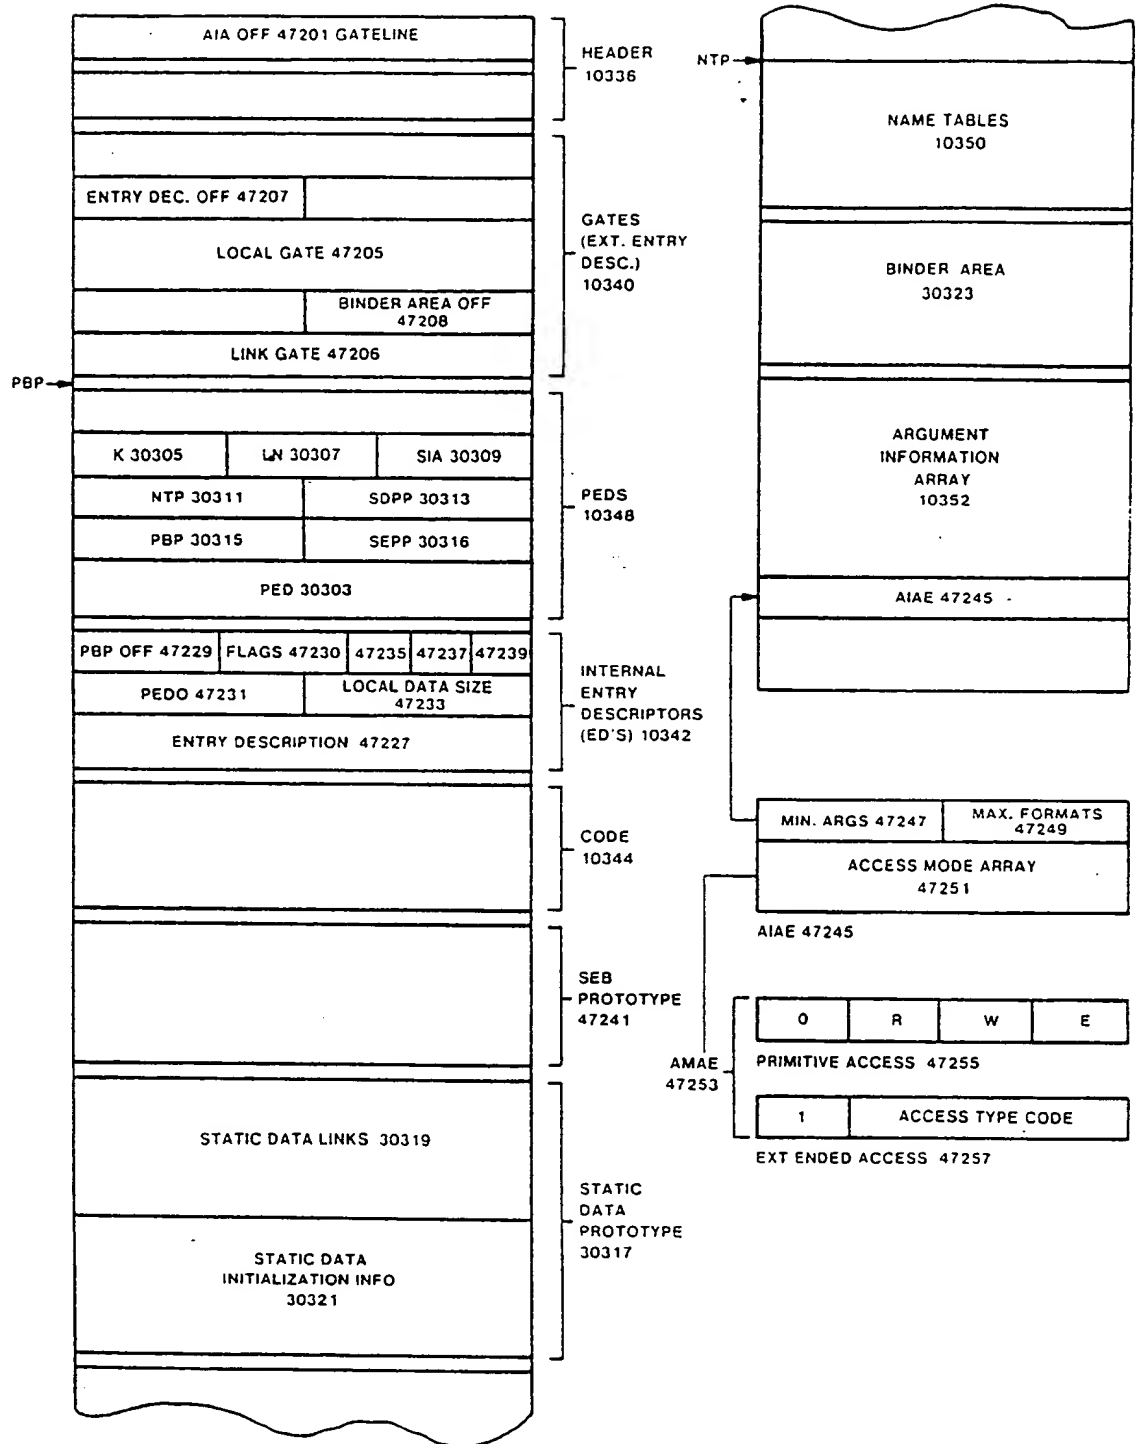 AIA OFF 47201 GATELINE
HEADER
10336
ENTRY DEC. OFF 47207
LOCAL GATE 47205
BINDER AREA OFF
47208
LINK GATE 47206
GATES
(EXT. ENTRY
DESC.)
10340
PBP
K 30305
LN 30307
SIA 30309
NTP 30311
SDPP 30313
PBP 30315
SEPP 30316
PED 30303
PEDS
10348
PBP OFF 47229
FLAGS 47230
47235
47237
47239
PEDO 47231
LOCAL DATA SIZE
47233
ENTRY DESCRIPTION 47227
INTERNAL
ENTRY
DESCRIPTORS
(ED'S) 10342
CODE
10344
SEB
PROTOTYPE
47241
STATIC DATA LINKS 30319
STATIC DATA
INITIALIZATION INFO
30321
STATIC
DATA
PROTOTYPE
30317
NTP
NAME TABLES
10350
BINDER AREA
30323
ARGUMENT
INFORMATION
ARRAY
10352
AIAE 47245
MIN. ARGS 47247
MAX. FORMATS
47249
ACCESS MODE ARRAY
47251
AIAE 47245
AMAE
47253
0 R W E
PRIMITIVE ACCESS 47255
1 ACCESS TYPE CODE
EXT ENDED ACCESS 47257